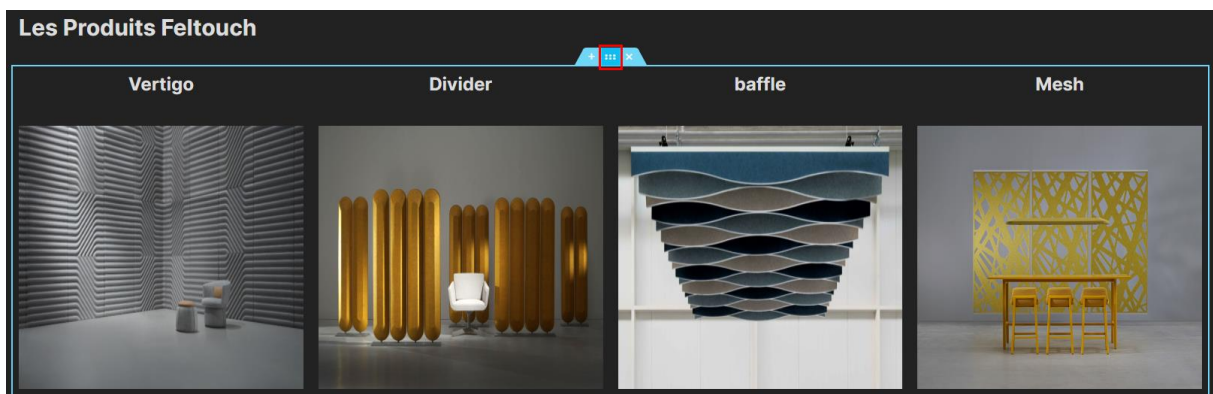 Les Produits Feltouch
Vertigo
Divider
baffle
Mesh